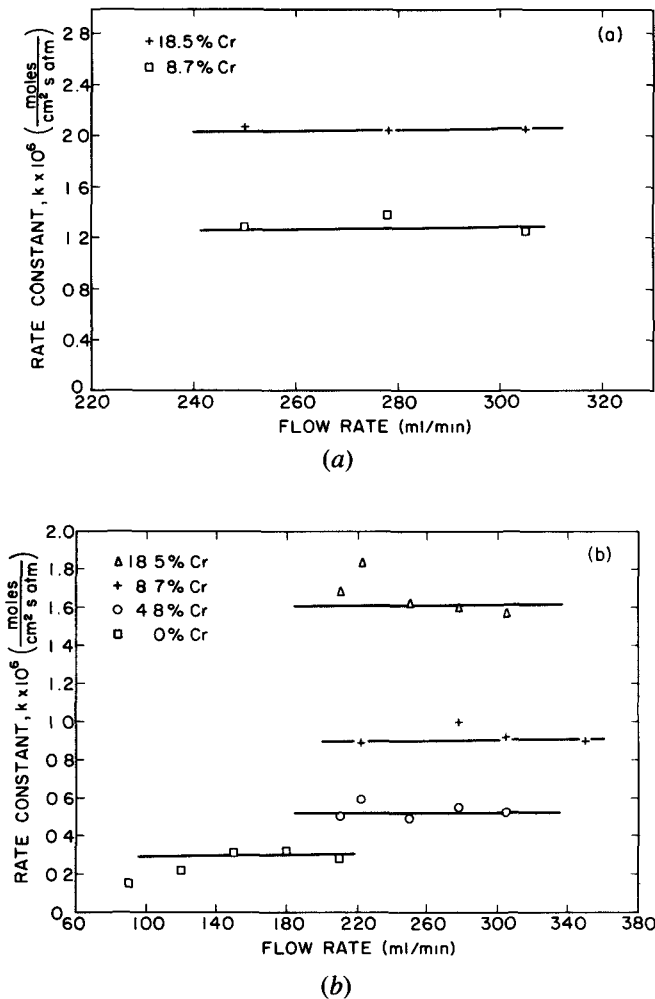 (a)
+ 18.5% Cr
□ 8.7% Cr
2.8
2.4
2.0
1 6
1.2
0 8
0.4
0
RATE CONSTANT, k x 10⁶ (moles / cm² s atm)
220 240 260 280 300 320
FLOW RATE (ml/min)
(a)
(b)
△ 18 5% Cr
+ 8 7% Cr
○ 4 8% Cr
□ 0% Cr
2.0
1.8
1.6
1 4
1 2
1 0
0 8
0 6
0 4
0 2
0
RATE CONSTANT, k x 10⁶ (moles / cm² s atm)
60 100 140 180 220 260 300 340 380
FLOW RATE (ml/min)
(b)